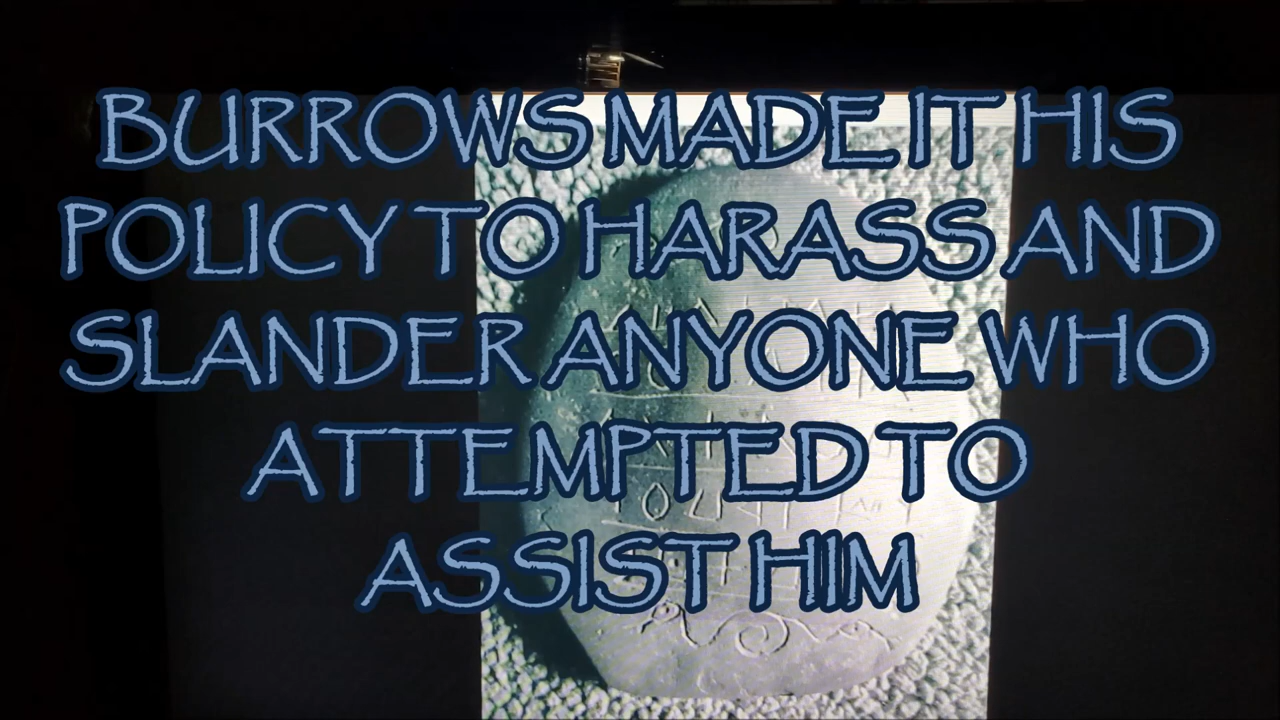 BURROWS MADE IT HIS
POLICY TO HARASS AND
SLANDER ANYONE WHO
ATTEMPTED TO
ASSIST HIM